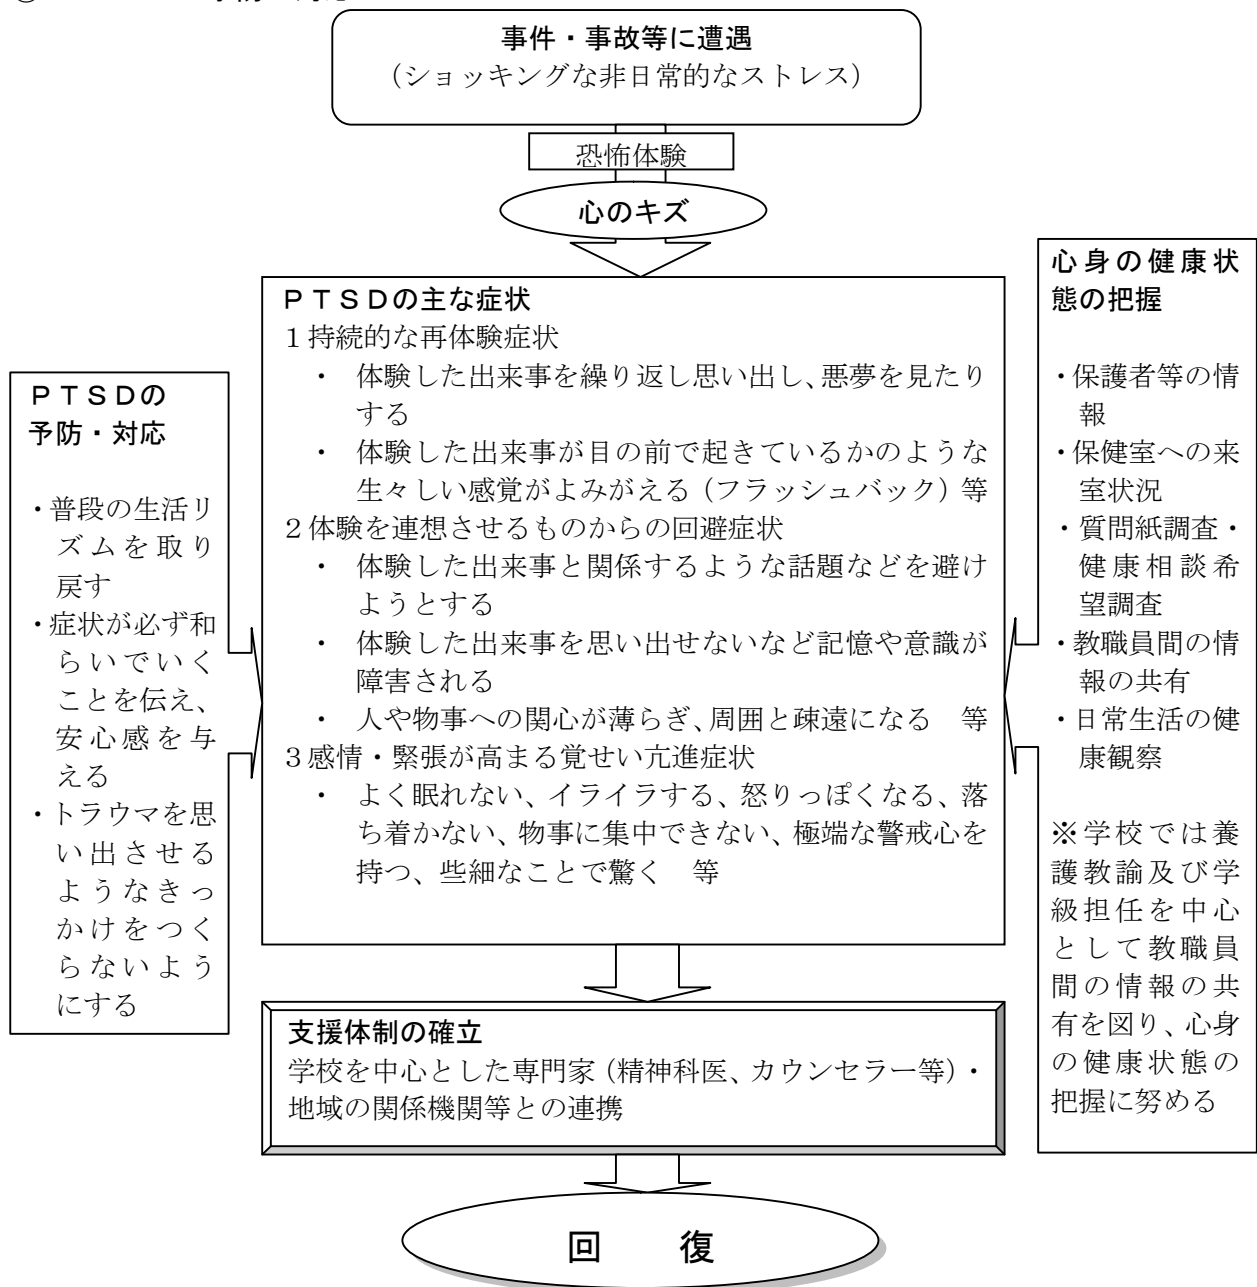 事件・事故等に遭遇
（ショッキングな非日常的なストレス）
恐怖体験
心のキズ
ＰＴＳＤの主な症状
１持続的な再体験症状
・ 体験した出来事を繰り返し思い出し、悪夢を見たり
する
・ 体験した出来事が目の前で起きているかのような
生々しい感覚がよみがえる（フラッシュバック）等
２体験を連想させるものからの回避症状
・ 体験した出来事と関係するような話題などを避け
ようとする
・ 体験した出来事を思い出せないなど記憶や意識が
障害される
・ 人や物事への関心が薄らぎ、周囲と疎遠になる 等
３感情・緊張が高まる覚せい亢進症状
・ よく眠れない、イライラする、怒りっぽくなる、落
ち着かない、物事に集中できない、極端な警戒心を
持つ、些細なことで驚く 等
ＰＴＳＤの
予防・対応
・普段の生活リ
ズムを取り
戻す
・症状が必ず和
らいでいく
ことを伝え、
安心感を与
える
・トラウマを思
い出させる
ようなきっ
かけをつく
らないよう
にする
心身の健康状
態の把握
・保護者等の情
報
・保健室への来
室状況
・質問紙調査・
健康相談希
望調査
・教職員間の情
報の共有
・日常生活の健
康観察
※学校では養
護教諭及び学
級担任を中心
として教職員
間の情報の共
有を図り、心身
の健康状態の
把握に努める
支援体制の確立
学校を中心とした専門家（精神科医、カウンセラー等）・
地域の関係機関等との連携
回 復